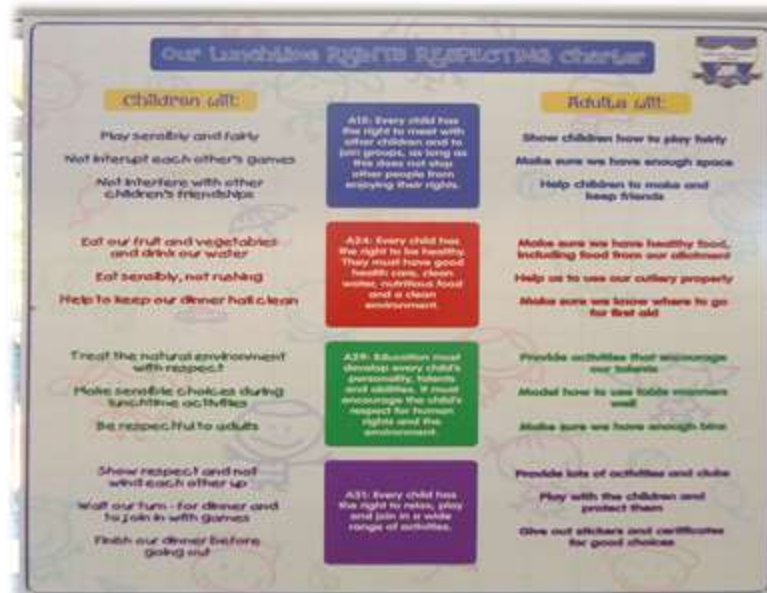 Our Lunchtime RIGHTS RESPECTING Charter
Children will:
Play sensibly and fairly
Not interupt each other's games
Not interfere with other
children's friendships
A15: Every child has
the right to meet with
other children and to
join groups, as long as
this does not stop
other people from
enjoying their rights.
Adults will:
Show children how to play fairly
Make sure we have enough space
Help children to make and
keep friends
Eat our fruit and vegetables
and drink our water
Eat sensibly, not rushing
Help to keep our dinner hall clean
A24: Every child has
the right to be healthy.
They must have good
health care, clean
water, nutritious food
and a clean
environment.
Make sure we have healthy food,
including food from our allotment
Help us to use our cutlery properly
Make sure we know where to go
for first aid
Treat the natural environment
with respect
Make sensible choices during
lunchtime activities
Be respectful to adults
A29: Education must
develop every child's
personality, talents
and abilities. It must
encourage the child's
respect for human
rights and the
environment.
Provide activities that encourage
our talents
Model how to use table manners
well
Make sure we have enough bins
Show respect and not
wind each other up
Wait our turn - for dinner and
to join in with games
Finish our dinner before
going out
A31: Every child has
the right to relax, play
and join in a wide
range of activities.
Provide lots of activities and clubs
Play with the children and
protect them
Give out stickers and certificates
for good choices